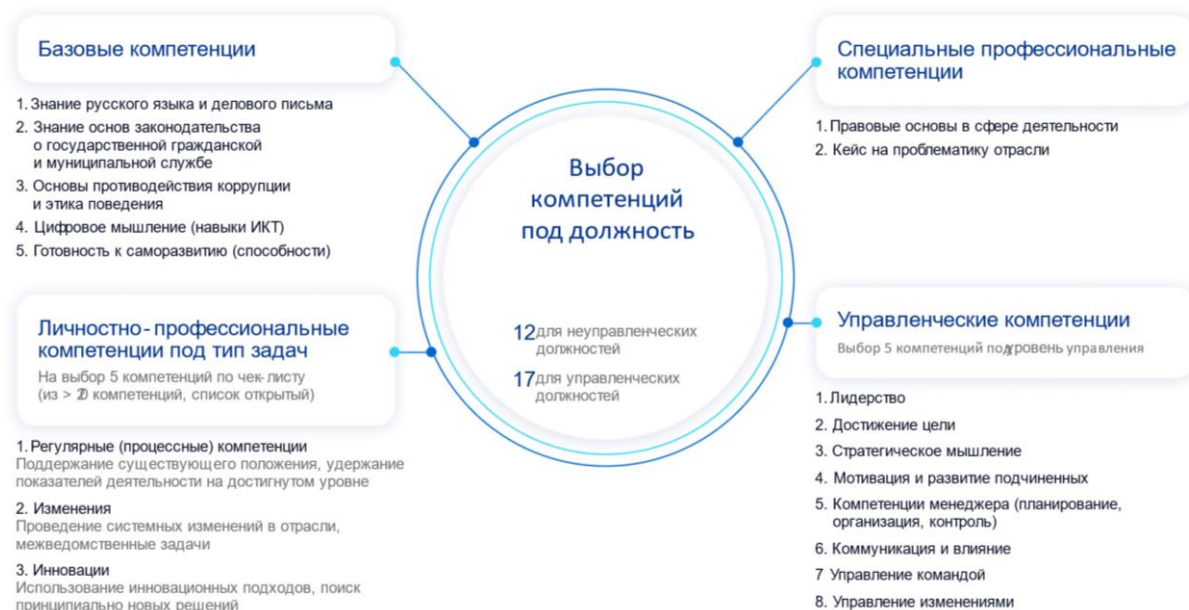 Базовые компетенции
1. Знание русского языка и делового письма
2. Знание основ законодательства
о государственной гражданской
и муниципальной службе
3. Основы противодействия коррупции
и этика поведения
4. Цифровое мышление (навыки ИКТ)
5. Готовность к саморазвитию (способности)
Личностно-профессиональные
компетенции под тип задач
На выбор 5 компетенций по чек-листу
(из > 20 компетенций, список открытый)
1. Регулярные (процессные) компетенции
Поддержание существующего положения, удержание
показателей деятельности на достигнутом уровне
2. Изменения
Проведение системных изменений в отрасли,
межведомственные задачи
3. Инновации
Использование инновационных подходов, поиск
принципиально новых решений
Выбор
компетенций
под должность
12 для неуправленческих
должностей
17 для управленческих
должностей
Специальные профессиональные
компетенции
1. Правовые основы в сфере деятельности
2. Кейс на проблематику отрасли
Управленческие компетенции
Выбор 5 компетенций под уровень управления
1. Лидерство
2. Достижение цели
3. Стратегическое мышление
4. Мотивация и развитие подчиненных
5. Компетенции менеджера (планирование,
организация, контроль)
6. Коммуникация и влияние
7 Управление командой
8. Управление изменениями